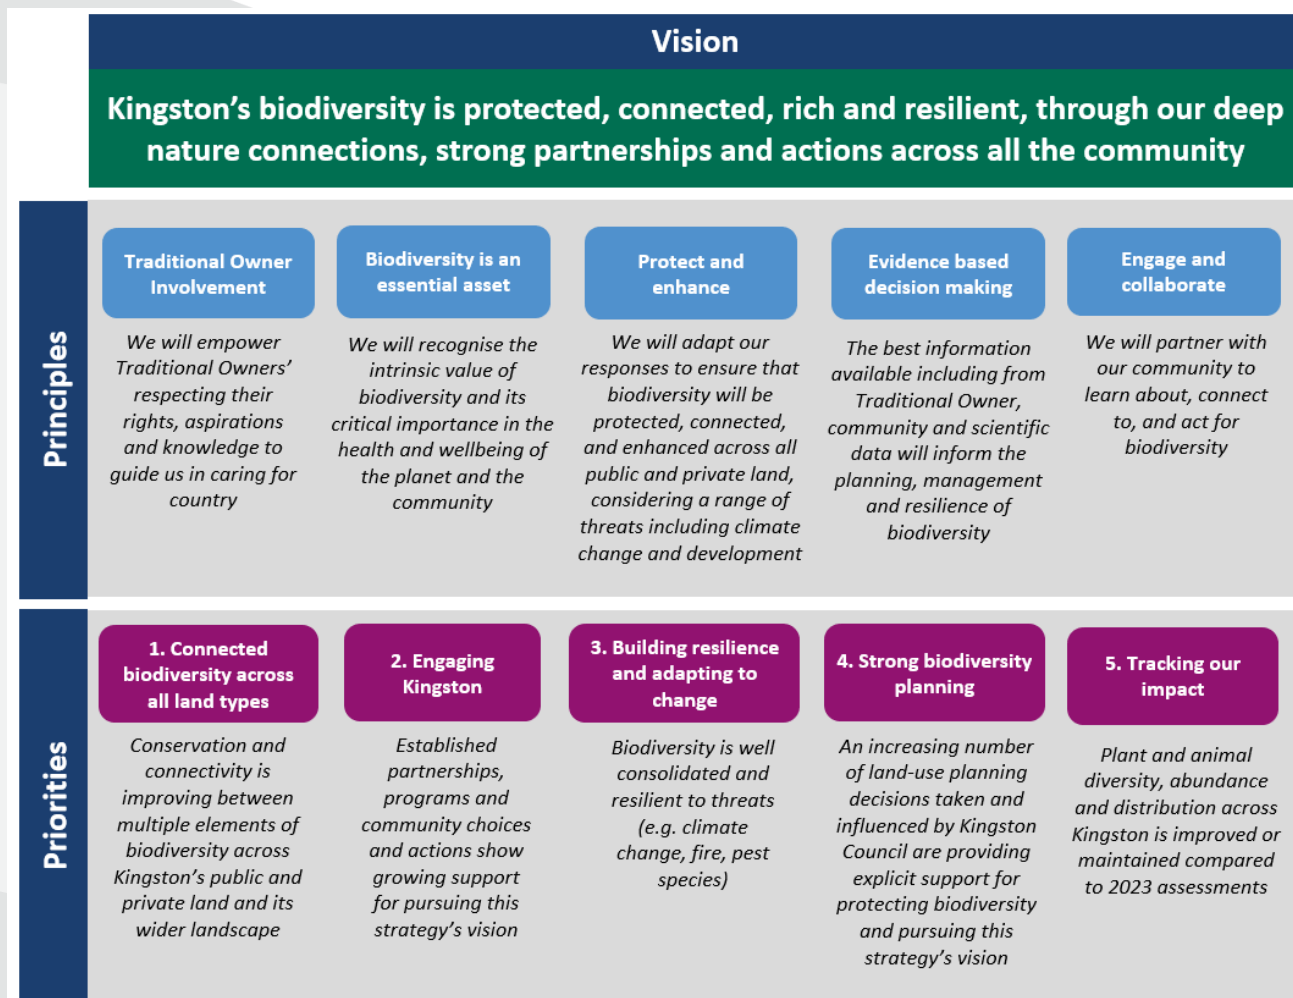 Vision
Kingston’s biodiversity is protected, connected, rich and resilient, through our deep
nature connections, strong partnerships and actions across all the community
Principles
Traditional Owner
Involvement
We will empower
Traditional Owners’
respecting their
rights, aspirations
and knowledge to
guide us in caring for
country
Biodiversity is an
essential asset
We will recognise the
intrinsic value of
biodiversity and its
critical importance in the
health and wellbeing of
the planet and the
community
Protect and
enhance
We will adapt our
responses to ensure that
biodiversity will be
protected, connected,
and enhanced across all
public and private land,
considering a range of
threats including climate
change and development
Evidence based
decision making
The best information
available including from
Traditional Owner,
community and scientific
data will inform the
planning, management
and resilience of
biodiversity
Engage and
collaborate
We will partner with
our community to
learn about, connect
to, and act for
biodiversity
Priorities
1. Connected
biodiversity across
all land types
Conservation and
connectivity is
improving between
multiple elements of
biodiversity across
Kingston’s public and
private land and its
wider landscape
2. Engaging
Kingston
Established
partnerships,
programs and
community choices
and actions show
growing support
for pursuing this
strategy’s vision
3. Building resilience
and adapting to
change
Biodiversity is well
consolidated and
resilient to threats
(e.g. climate
change, fire, pest
species)
4. Strong biodiversity
planning
An increasing number
of land-use planning
decisions taken and
influenced by Kingston
Council are providing
explicit support for
protecting biodiversity
and pursuing this
strategy’s vision
5. Tracking our
impact
Plant and animal
diversity, abundance
and distribution across
Kingston is improved or
maintained compared
to 2023 assessments